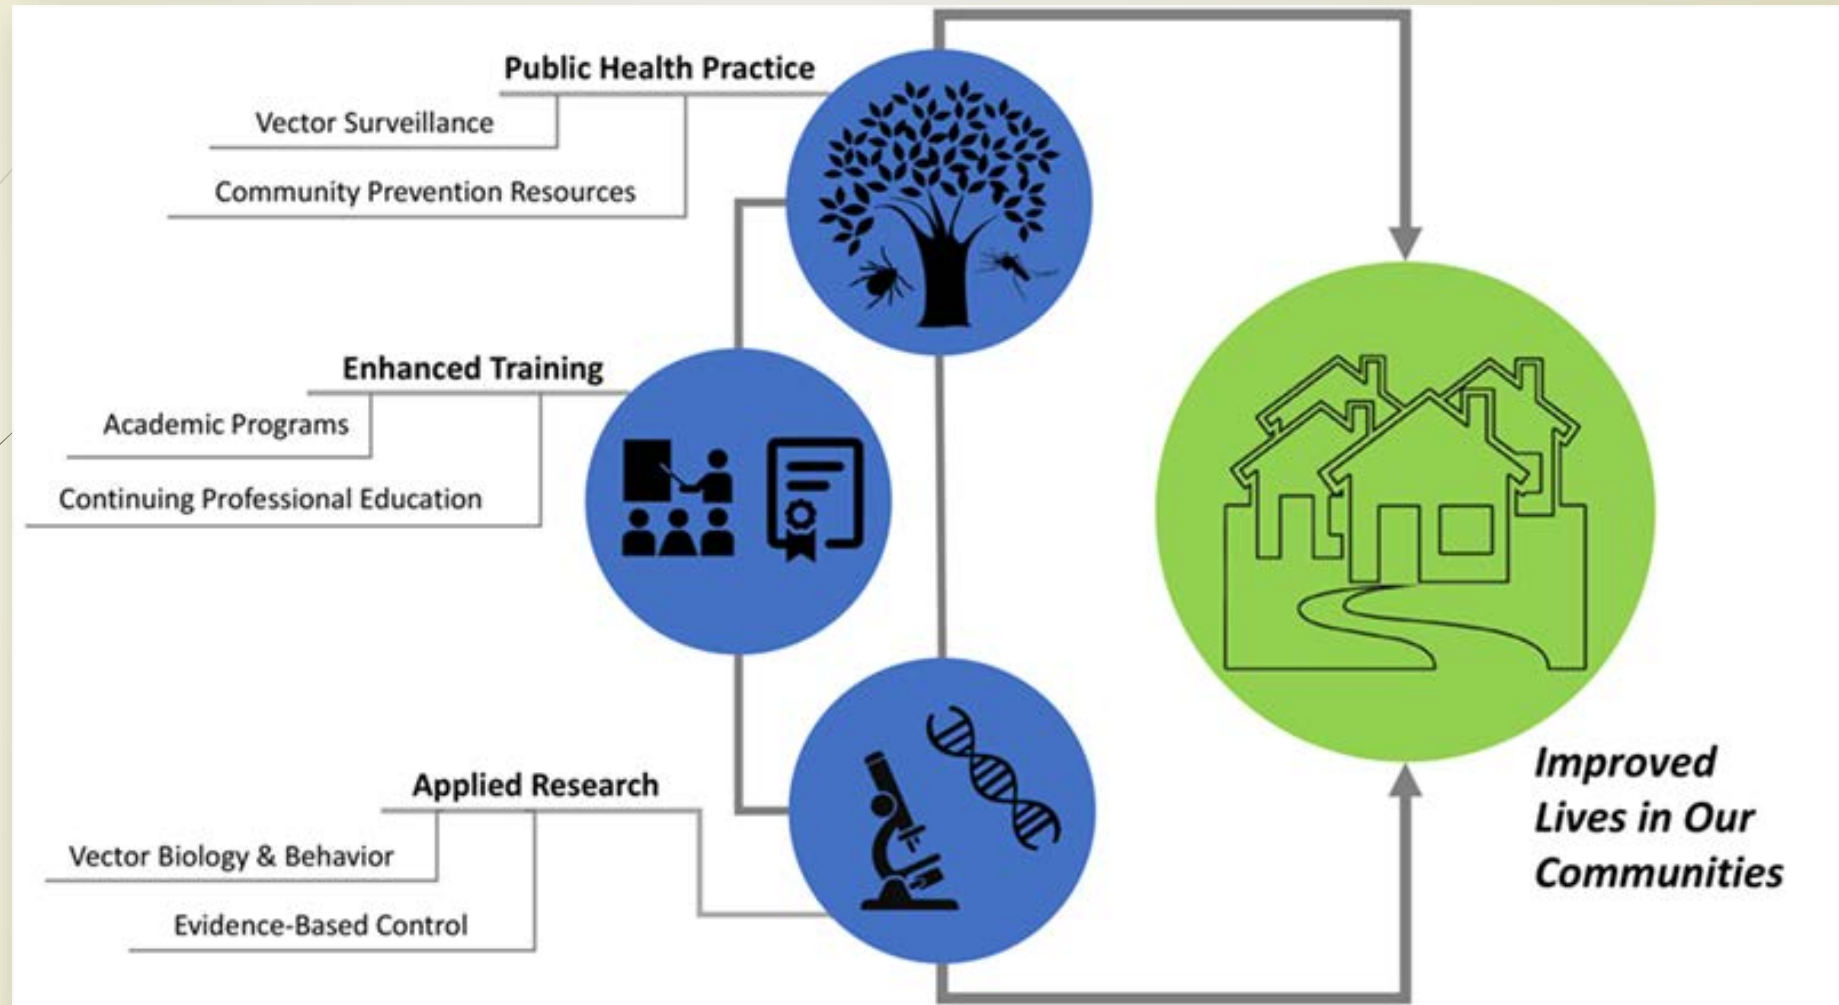 Public Health Practice
Vector Surveillance
Community Prevention Resources
Enhanced Training
Academic Programs
Continuing Professional Education
Applied Research
Vector Biology & Behavior
Evidence-Based Control
Improved
Lives in Our
Communities